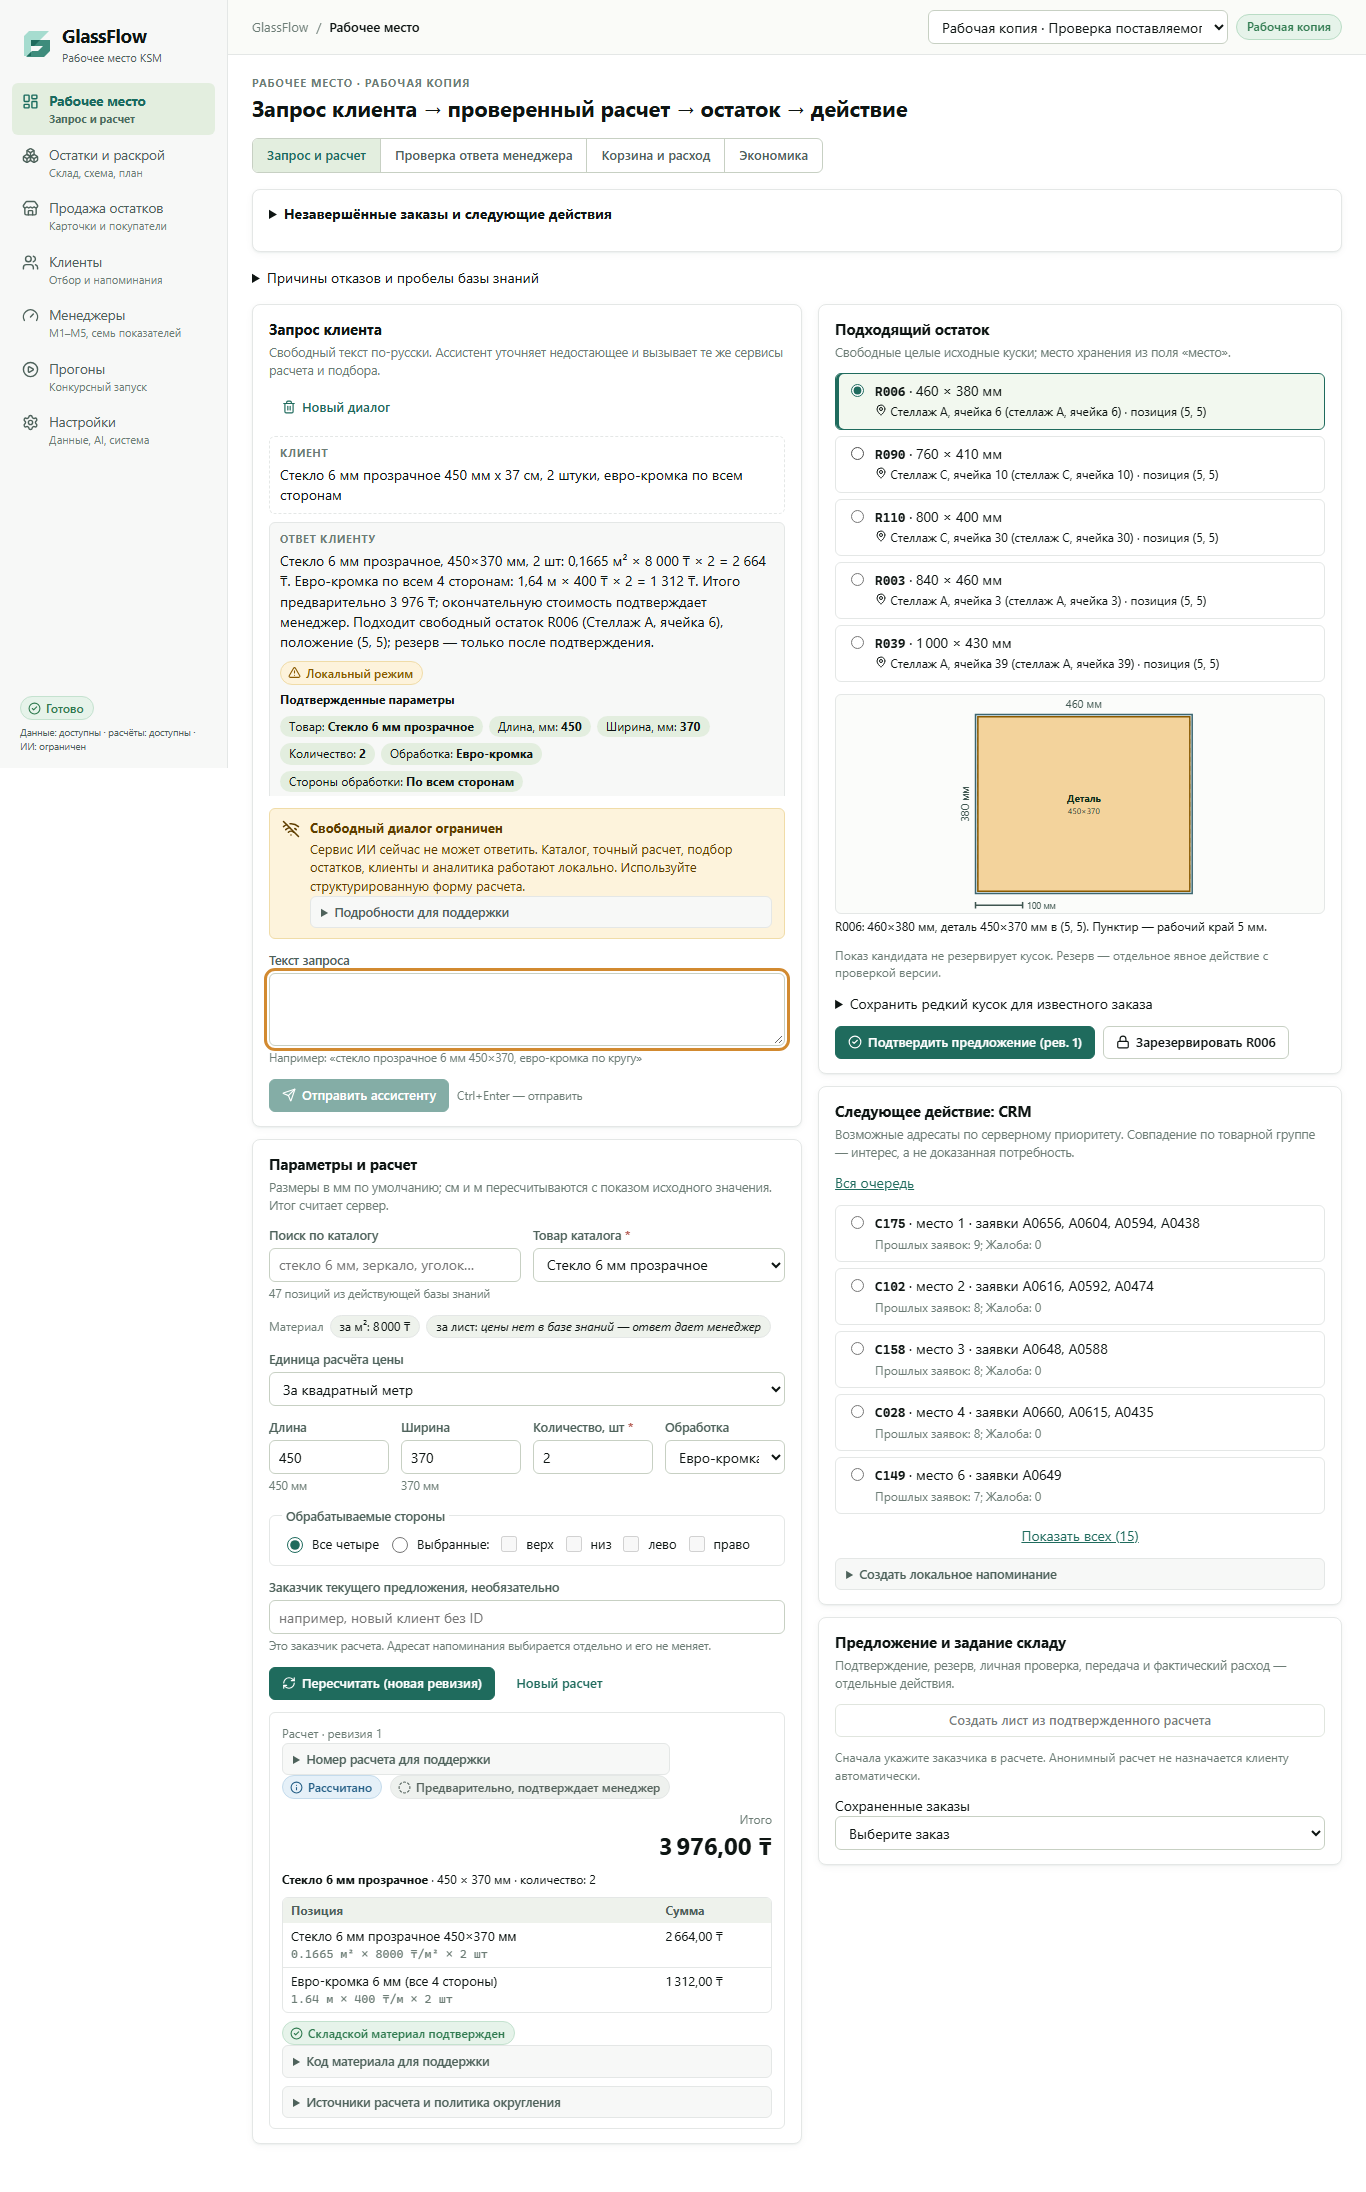 GlassFlow
Рабочее место KSM
Рабочее место
Запрос и расчет
Остатки и раскрой
Склад, схема, план
Продажа остатков
Карточки и покупатели
Клиенты
Отбор и напоминания
Менеджеры
М1–М5, семь показателей
Прогоны
Конкурсный запуск
Настройки
Данные, AI, система
Готово
Данные: доступны · расчёты: доступны ·
ИИ: ограничен
GlassFlow / Рабочее место
Рабочая копия · Проверка поставляемог
Рабочая копия
РАБОЧЕЕ МЕСТО · РАБОЧАЯ КОПИЯ
Запрос клиента → проверенный расчет → остаток → действие
Запрос и расчет
Проверка ответа менеджера
Корзина и расход
Экономика
Незавершённые заказы и следующие действия
Причины отказов и пробелы базы знаний
Запрос клиента
Свободный текст по-русски. Ассистент уточняет недостающее и вызывает те же сервисы
расчета и подбора.
Новый диалог
КЛИЕНТ
Стекло 6 мм прозрачное 450 мм х 37 см, 2 штуки, евро-кромка по всем
сторонам
ОТВЕТ КЛИЕНТУ
Стекло 6 мм прозрачное, 450×370 мм, 2 шт: 0,1665 м² × 8 000 ₸ × 2 = 2 664
₸. Евро-кромка по всем 4 сторонам: 1,64 м × 400 ₸ × 2 = 1 312 ₸. Итого
предварительно 3 976 ₸; окончательную стоимость подтверждает
менеджер. Подходит свободный остаток R006 (Стеллаж А, ячейка 6),
положение (5, 5); резерв — только после подтверждения.
Локальный режим
Подтвержденные параметры
Товар: Стекло 6 мм прозрачное
Длина, мм: 450
Ширина, мм: 370
Количество: 2
Обработка: Евро-кромка
Стороны обработки: По всем сторонам
Свободный диалог ограничен
Сервис ИИ сейчас не может ответить. Каталог, точный расчет, подбор
остатков, клиенты и аналитика работают локально. Используйте
структурированную форму расчета.
Подробности для поддержки
Текст запроса
Например: «стекло прозрачное 6 мм 450×370, евро-кромка по кругу»
Отправить ассистенту
Ctrl+Enter — отправить
Параметры и расчет
Размеры в мм по умолчанию; см и м пересчитываются с показом исходного значения.
Итог считает сервер.
Поиск по каталогу
Товар каталога *
стекло 6 мм, зеркало, уголок...
Стекло 6 мм прозрачное
47 позиций из действующей базы знаний
Материал
за м²: 8 000 ₸
за лист: цены нет в базе знаний — ответ дает менеджер
Единица расчёта цены
За квадратный метр
Длина
Ширина
Количество, шт *
Обработка
450
370
2
Евро-кромка
450 мм
370 мм
Обрабатываемые стороны
Все четыре
Выбранные:
верх
низ
лево
право
Заказчик текущего предложения, необязательно
например, новый клиент без ID
Это заказчик расчета. Адресат напоминания выбирается отдельно и его не меняет.
Пересчитать (новая ревизия)
Новый расчет
Расчет · ревизия 1
Номер расчета для поддержки
Рассчитано
Предварительно, подтверждает менеджер
Итого
3 976,00 ₸
Стекло 6 мм прозрачное · 450 × 370 мм · количество: 2
Позиция
Сумма
Стекло 6 мм прозрачное 450×370 мм
2 664,00 ₸
0.1665 м² × 8000 ₸/м² × 2 шт
Евро-кромка 6 мм (все 4 стороны)
1 312,00 ₸
1.64 м × 400 ₸/м × 2 шт
Складской материал подтвержден
Код материала для поддержки
Источники расчета и политика округления
Подходящий остаток
Свободные целые исходные куски; место хранения из поля «место».
R006 · 460 × 380 мм
Стеллаж А, ячейка 6 (стеллаж А, ячейка 6) · позиция (5, 5)
R090 · 760 × 410 мм
Стеллаж С, ячейка 10 (стеллаж С, ячейка 10) · позиция (5, 5)
R110 · 800 × 400 мм
Стеллаж С, ячейка 30 (стеллаж С, ячейка 30) · позиция (5, 5)
R003 · 840 × 460 мм
Стеллаж А, ячейка 3 (стеллаж А, ячейка 3) · позиция (5, 5)
R039 · 1 000 × 430 мм
Стеллаж А, ячейка 39 (стеллаж А, ячейка 39) · позиция (5, 5)
460 мм
380 мм
Деталь
450×370
100 мм
R006: 460×380 мм, деталь 450×370 мм в (5, 5). Пунктир — рабочий край 5 мм.
Показ кандидата не резервирует кусок. Резерв — отдельное явное действие с
проверкой версии.
Сохранить редкий кусок для известного заказа
Подтвердить предложение (рев. 1)
Зарезервировать R006
Следующее действие: CRM
Возможные адресаты по серверному приоритету. Совпадение по товарной группе
— интерес, а не доказанная потребность.
Вся очередь
C175 · место 1 · заявки A0656, A0604, A0594, A0438
Прошлых заявок: 9; Жалоба: 0
C102 · место 2 · заявки A0616, A0592, A0474
Прошлых заявок: 8; Жалоба: 0
C158 · место 3 · заявки A0648, A0588
Прошлых заявок: 8; Жалоба: 0
C028 · место 4 · заявки A0660, A0615, A0435
Прошлых заявок: 8; Жалоба: 0
C149 · место 6 · заявки A0649
Прошлых заявок: 7; Жалоба: 0
Показать всех (15)
Создать локальное напоминание
Предложение и задание складу
Подтверждение, резерв, личная проверка, передача и фактический расход —
отдельные действия.
Создать лист из подтвержденного расчета
Сначала укажите заказчика в расчете. Анонимный расчет не назначается клиенту
автоматически.
Сохраненные заказы
Выберите заказ